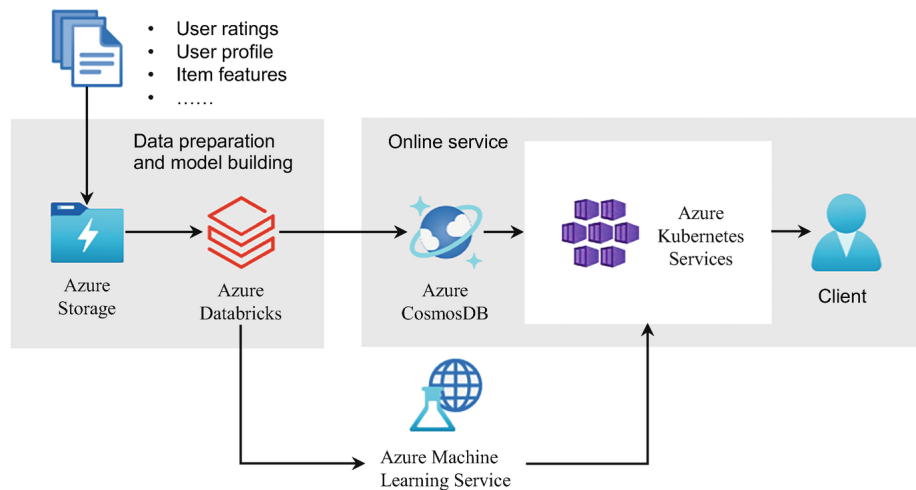 • User ratings
• User profile
• Item features
• ......
Data preparation
and model building
Online service
Azure
Storage
Azure
Databricks
Azure
CosmosDB
Azure
Kubernetes
Services
Client
Azure Machine
Learning Service